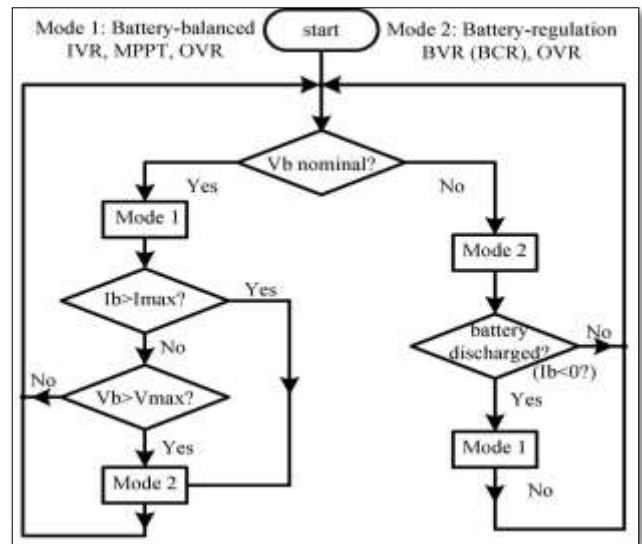 Mode 1: Battery-balanced
IVR, MPPT, OVR
start
Mode 2: Battery-regulation
BVR (BCR), OVR
Vb nominal?
Yes
No
Mode 1
Mode 2
Ib>Imax?
Yes
No
battery
discharged?
(Ib<0?)
No
No
Vb>Vmax?
Yes
Yes
Mode 1
Mode 2
No